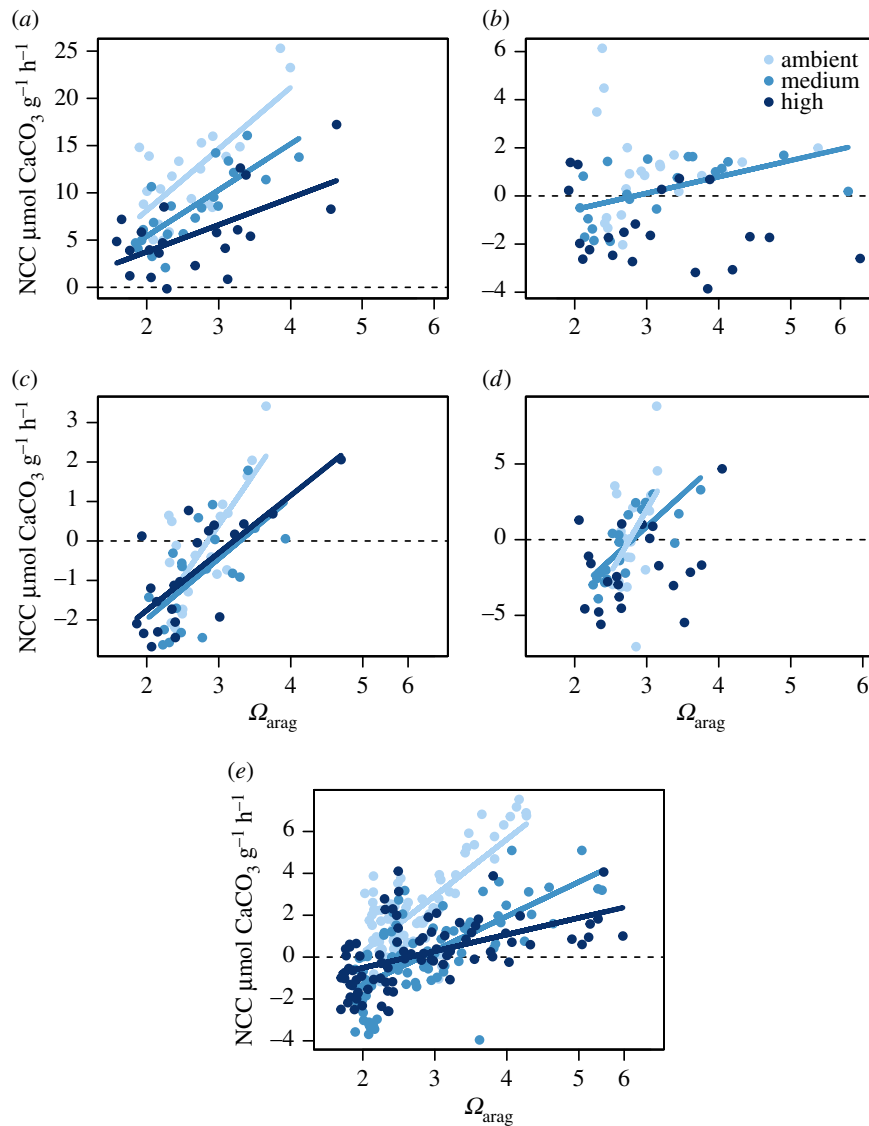 (a)
NCC µmol CaCO₃ g⁻¹ h⁻¹
25
20
15
10
5
0
2 3 4 5 6
(b)
ambient
medium
high
6
4
2
0
−2
−4
2 3 4 5 6
(c)
NCC µmol CaCO₃ g⁻¹ h⁻¹
3
2
1
0
−1
−2
2 3 4 5 6
Ωarag
(d)
5
0
−5
2 3 4 5 6
Ωarag
(e)
NCC µmol CaCO₃ g⁻¹ h⁻¹
6
4
2
0
−2
−4
2 3 4 5 6
Ωarag